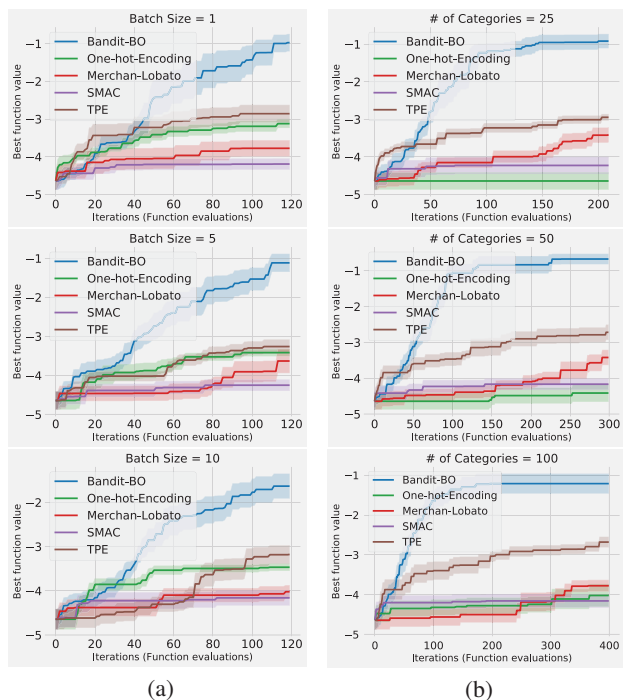 Batch Size = 1
Best function value
−1
−2
−3
−4
−5
Bandit-BO
One-hot-Encoding
Merchan-Lobato
SMAC
TPE
0 20 40 60 80 100 120
Iterations (Function evaluations)
# of Categories = 25
Best function value
−1
−2
−3
−4
−5
Bandit-BO
One-hot-Encoding
Merchan-Lobato
SMAC
TPE
0 50 100 150 200
Iterations (Function evaluations)
Batch Size = 5
Best function value
−1
−2
−3
−4
−5
Bandit-BO
One-hot-Encoding
Merchan-Lobato
SMAC
TPE
0 20 40 60 80 100 120
Iterations (Function evaluations)
# of Categories = 50
Best function value
−1
−2
−3
−4
−5
Bandit-BO
One-hot-Encoding
Merchan-Lobato
SMAC
TPE
0 50 100 150 200 250 300
Iterations (Function evaluations)
Batch Size = 10
Best function value
−2
−3
−4
−5
Bandit-BO
One-hot-Encoding
Merchan-Lobato
SMAC
TPE
0 20 40 60 80 100 120
Iterations (Function evaluations)
# of Categories = 100
Best function value
−1
−2
−3
−4
−5
Bandit-BO
One-hot-Encoding
Merchan-Lobato
SMAC
TPE
0 100 200 300 400
Iterations (Function evaluations)
(a)
(b)